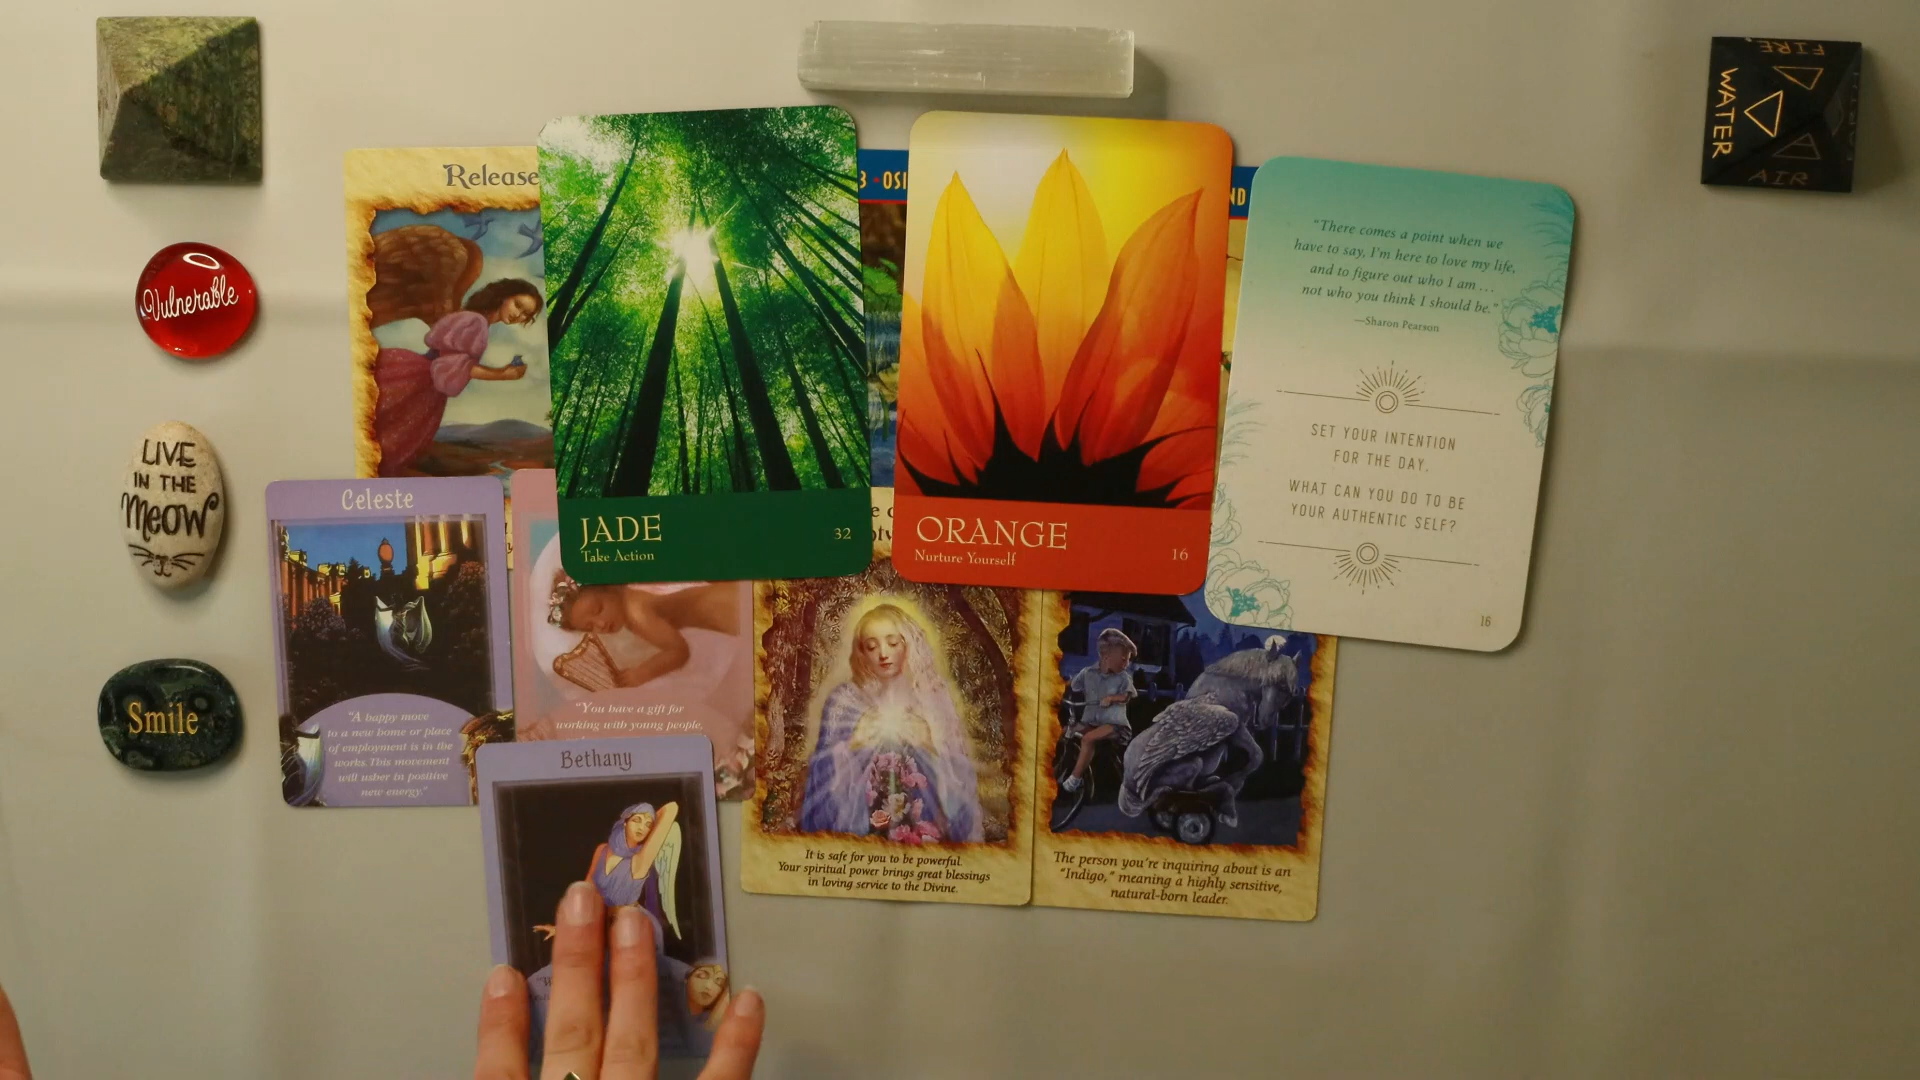 FIRE
WATER
AIR
Vulnerable
LIVE
IN THE
meow
Smile
Release
"There comes a point when we
have to say, I'm here to love my life,
and to figure out who I am ...
not who you think I should be."
—Sharon Pearson
SET YOUR INTENTION
FOR THE DAY.
WHAT CAN YOU DO TO BE
YOUR AUTHENTIC SELF?
16
JADE
Take Action
32
ORANGE
Nurture Yourself
16
Celeste
"A happy move
to a new home or place
of employment is in the
works. This movement
will usher in positive
new energy."
"You have a gift for
working with young people.
Bethany
It is safe for you to be powerful.
Your spiritual power brings great blessings
in loving service to the Divine.
The person you're inquiring about is an
"Indigo," meaning a highly sensitive,
natural-born leader.